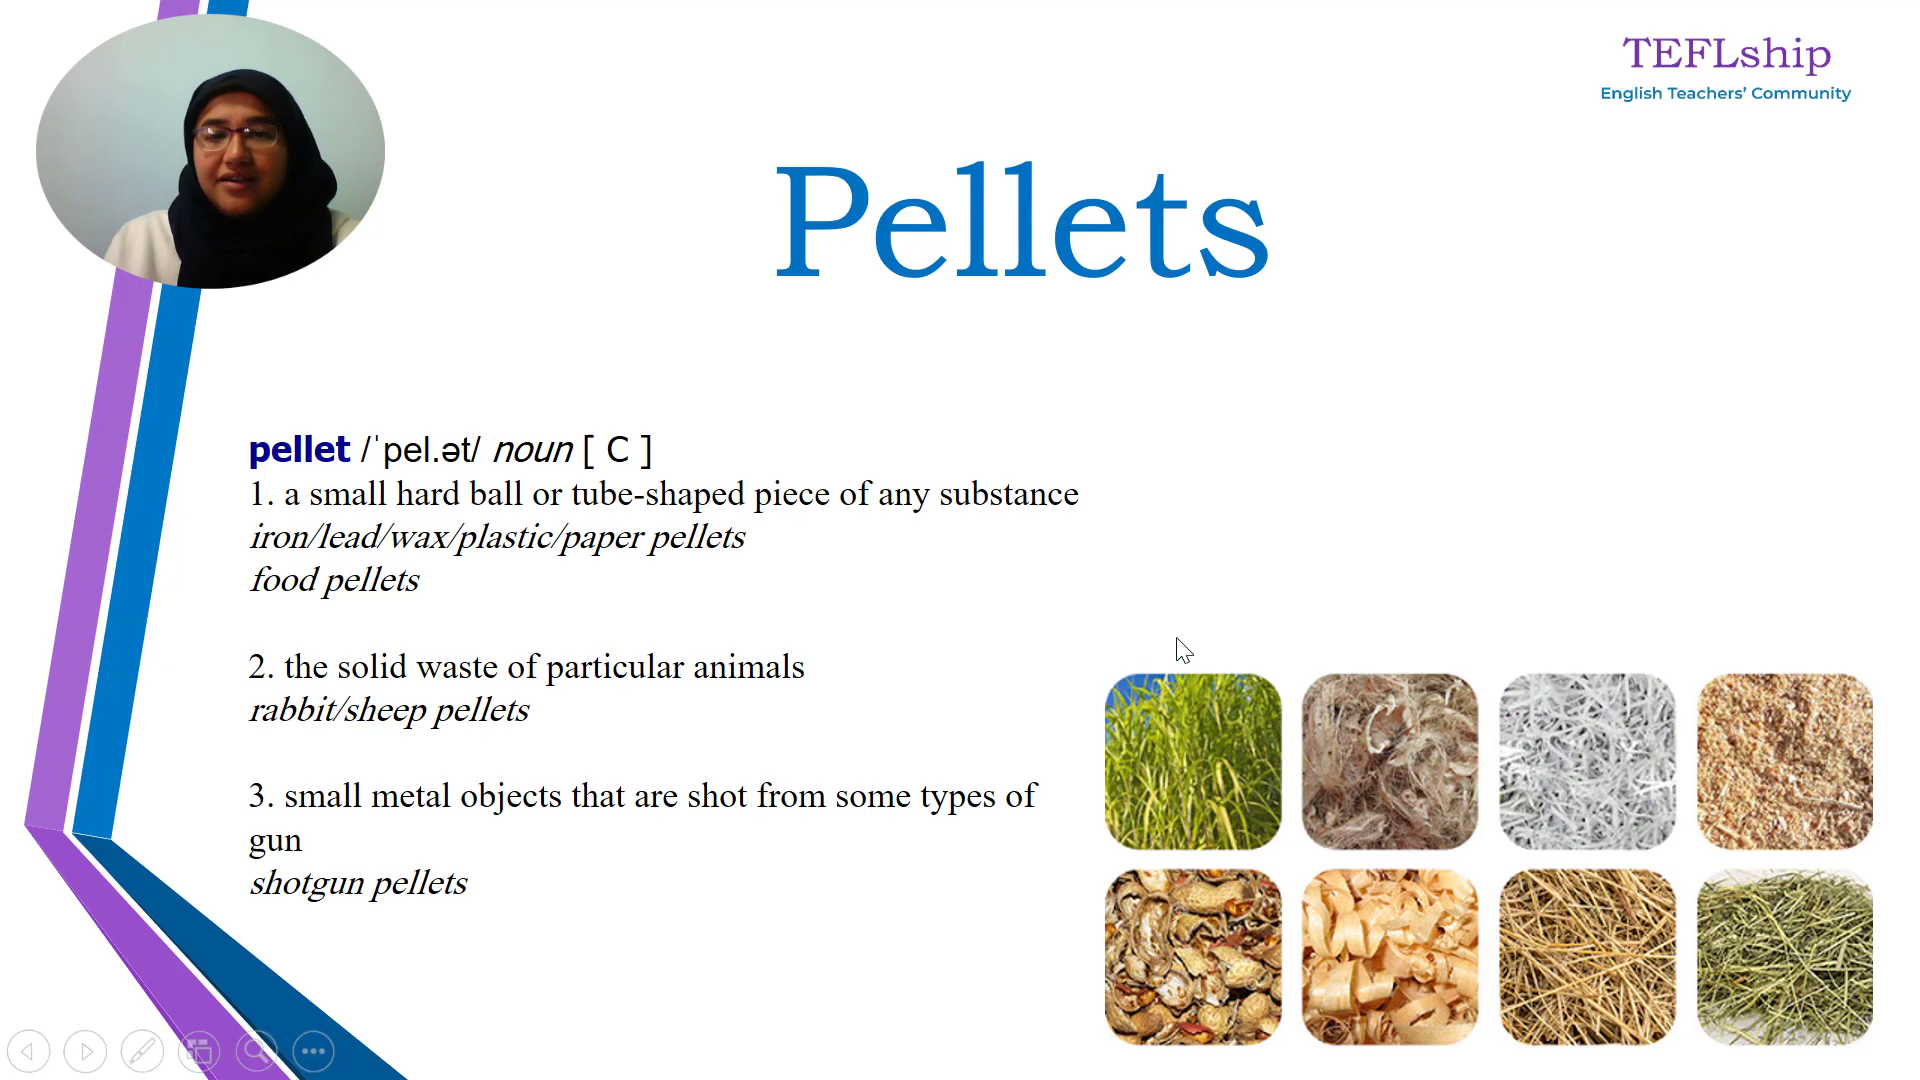 TEFLship
English Teachers' Community
Pellets
pellet /ˈpel.ət/ noun [ C ]
1. a small hard ball or tube-shaped piece of any substance
iron/lead/wax/plastic/paper pellets
food pellets
2. the solid waste of particular animals
rabbit/sheep pellets
3. small metal objects that are shot from some types of
gun
shotgun pellets